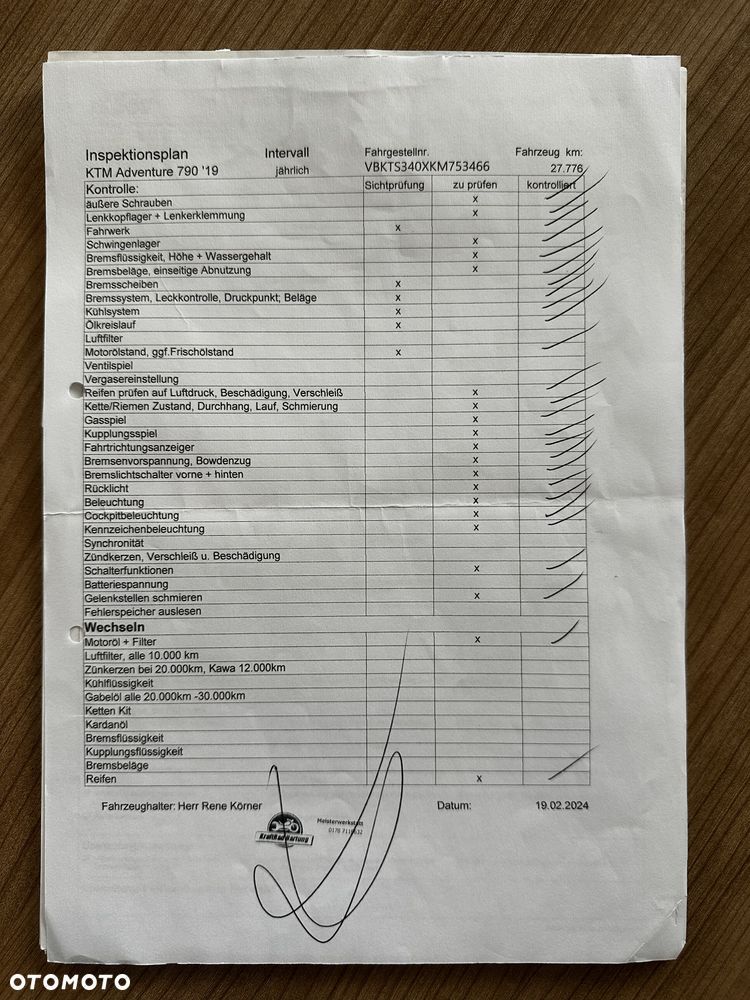 Inspektionsplan Intervall Fahrgestellnr. Fahrzeug km:
KTM Adventure 790 '19 jährlich VBKTS340XKM753466 27.776
Kontrolle: Sichtprüfung zu prüfen kontrolliert
äußere Schrauben x
Lenkkopflager + Lenkerklemmung x
Fahrwerk x
Schwingenlager x
Bremsflüssigkeit, Höhe + Wassergehalt x
Bremsbeläge, einseitige Abnutzung x
Bremsscheiben x
Bremssystem, Leckkontrolle, Druckpunkt; Beläge x
Kühlsystem x
Ölkreislauf x
Luftfilter
Motorölstand, ggf.Frischölstand x
Ventilspiel
Vergasereinstellung
Reifen prüfen auf Luftdruck, Beschädigung, Verschleiß x
Kette/Riemen Zustand, Durchhang, Lauf, Schmierung x
Gasspiel x
Kupplungsspiel x
Fahrtrichtungsanzeiger x
Bremsenvorspannung, Bowdenzug x
Bremslichtschalter vorne + hinten x
Rücklicht x
Beleuchtung x
Cockpitbeleuchtung x
Kennzeichenbeleuchtung x
Synchronität
Zündkerzen, Verschleiß u. Beschädigung
Schalterfunktionen x
Batteriespannung
Gelenkstellen schmieren x
Fehlerspeicher auslesen
Wechseln
Motoröl + Filter x
Luftfilter, alle 10.000 km
Zünkerzen bei 20.000km, Kawa 12.000km
Kühlflüssigkeit
Gabelöl alle 20.000km -30.000km
Ketten Kit
Kardanöl
Bremsflüssigkeit
Kupplungsflüssigkeit
Bremsbeläge
Reifen x
Fahrzeughalter: Herr Rene Körner Datum: 19.02.2024
Meisterwerkstatt
0178
OTOMOTO